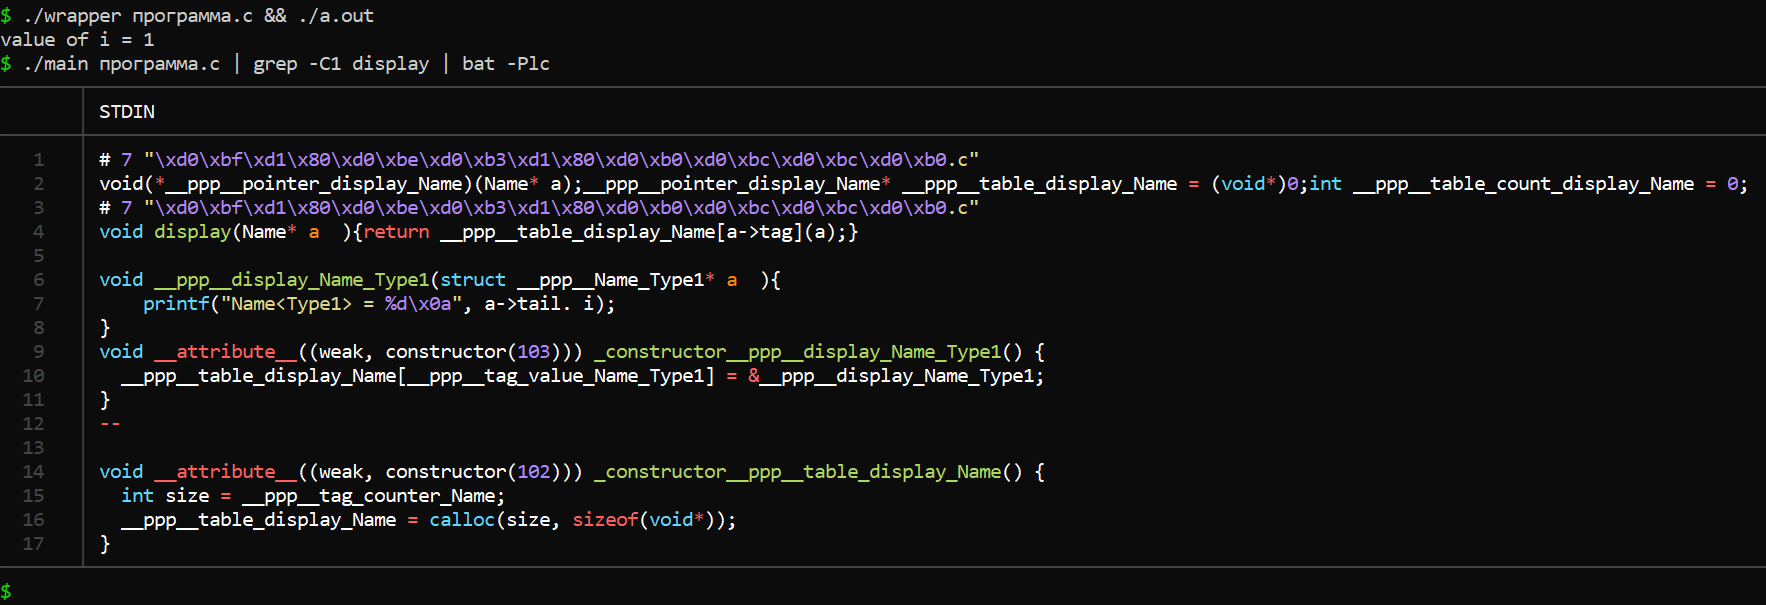 $ ./wrapper программа.c && ./a.out
value of i = 1
$ ./main программа.c | grep -C1 display | bat -Plc
STDIN
1 # 7 "\xd0\xbf\xd1\x80\xd0\xbe\xd0\xb3\xd1\x80\xd0\xb0\xd0\xbc\xd0\xbc\xd0\xb0.c"
2 void(*__ppp__pointer_display_Name)(Name* a);__ppp__pointer_display_Name* __ppp__table_display_Name = (void*)0;int __ppp__table_count_display_Name = 0;
3 # 7 "\xd0\xbf\xd1\x80\xd0\xbe\xd0\xb3\xd1\x80\xd0\xb0\xd0\xbc\xd0\xbc\xd0\xb0.c"
4 void display(Name* a  ){return __ppp__table_display_Name[a->tag](a);}
5
6 void __ppp__display_Name_Type1(struct __ppp__Name_Type1* a  ){
7     printf("Name<Type1> = %d\x0a", a->tail. i);
8 }
9 void __attribute__((weak, constructor(103))) _constructor__ppp__display_Name_Type1() {
10   __ppp__table_display_Name[__ppp__tag_value_Name_Type1] = &__ppp__display_Name_Type1;
11 }
12 --
13
14 void __attribute__((weak, constructor(102))) _constructor__ppp__table_display_Name() {
15   int size = __ppp__tag_counter_Name;
16   __ppp__table_display_Name = calloc(size, sizeof(void*));
17 }
$